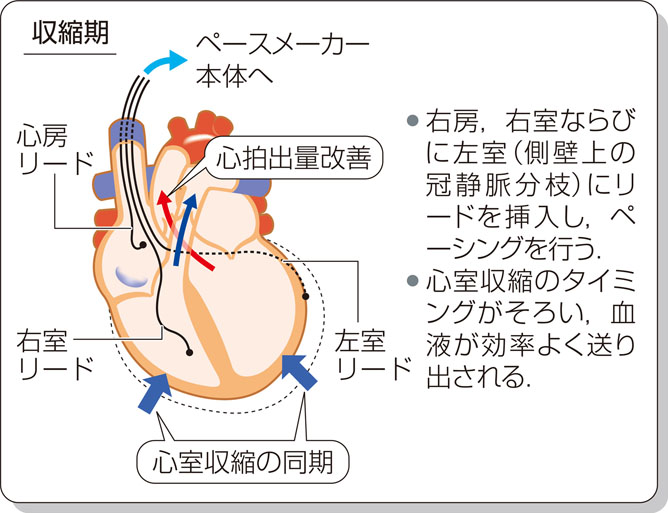 収縮期
ペースメーカー
本体へ
心房
リード
心拍出量改善
右室
リード
左室
リード
心室収縮の同期
● 右房，右室ならび
に左室（側壁上の
冠静脈分枝）にリ
ードを挿入し，ペ
ーシングを行う．
● 心室収縮のタイミ
ングがそろい，血
液が効率よく送り
出される．